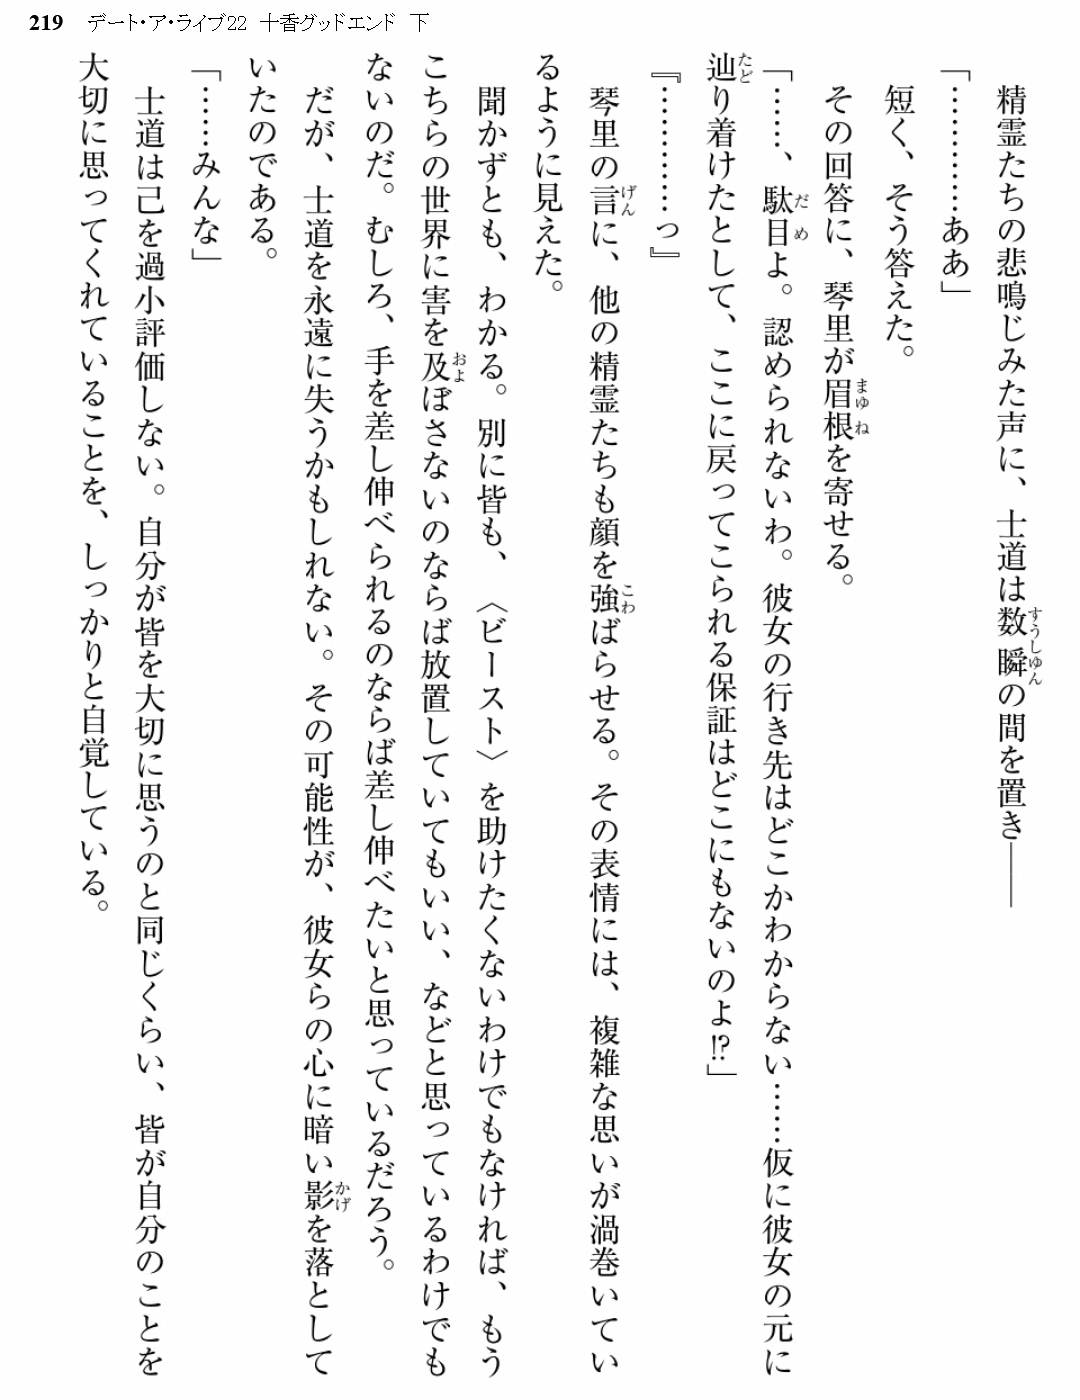 219 デート・ア・ライブ22 十香グッドエンド 下
精霊たちの悲鳴じみた声に、士道は数瞬の間を置き――
「…………ああ」
短く、そう答えた。
その回答に、琴里が眉根を寄せる。
「……、駄目よ。認められないわ。彼女の行き先はどこかわからない……仮に彼女の元に
辿り着けたとして、ここに戻ってこられる保証はどこにもないのよ!?」
『…………っ』
琴里の言に、他の精霊たちも顔を強ばらせる。その表情には、複雑な思いが渦巻いてい
るように見えた。
聞かずとも、わかる。別に皆も、〈ビースト〉を助けたくないわけでもなければ、もう
こちらの世界に害を及ぼさないのならば放置していてもいい、などと思っているわけでも
ないのだ。むしろ、手を差し伸べられるのならば差し伸べたいと思っているだろう。
だが、士道を永遠に失うかもしれない。その可能性が、彼女らの心に暗い影を落として
いたのである。
「……みんな」
士道は己を過小評価しない。自分が皆を大切に思うのと同じくらい、皆が自分のことを
大切に思ってくれていることを、しっかりと自覚している。